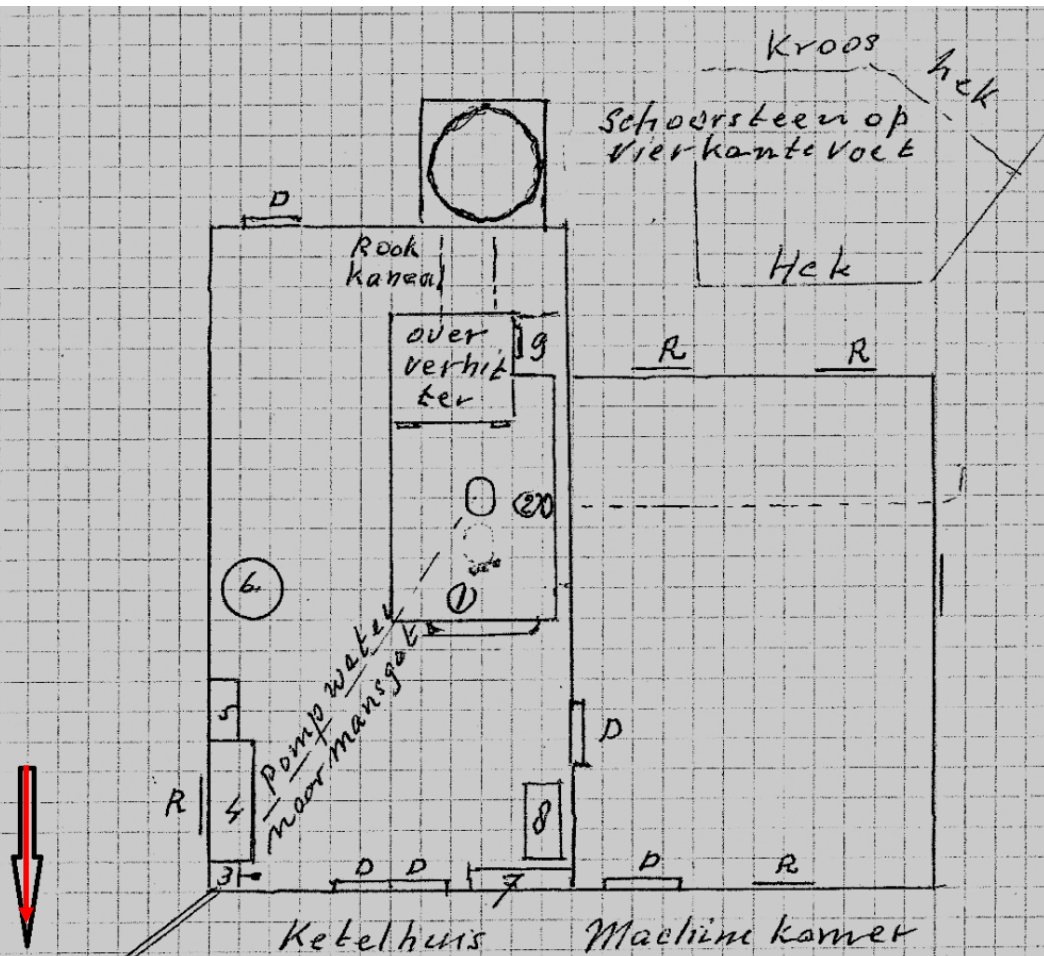 Kroos
hek
Schoorsteen op
vierkante voet
Hek
D
Rook
kanaal
over
verhit
ter
9
R
R
20
1
6.
Pomp water
naar mansgat
5
D
R
4
8
3
D
D
7
D
R
Ketelhuis
Machine kamer